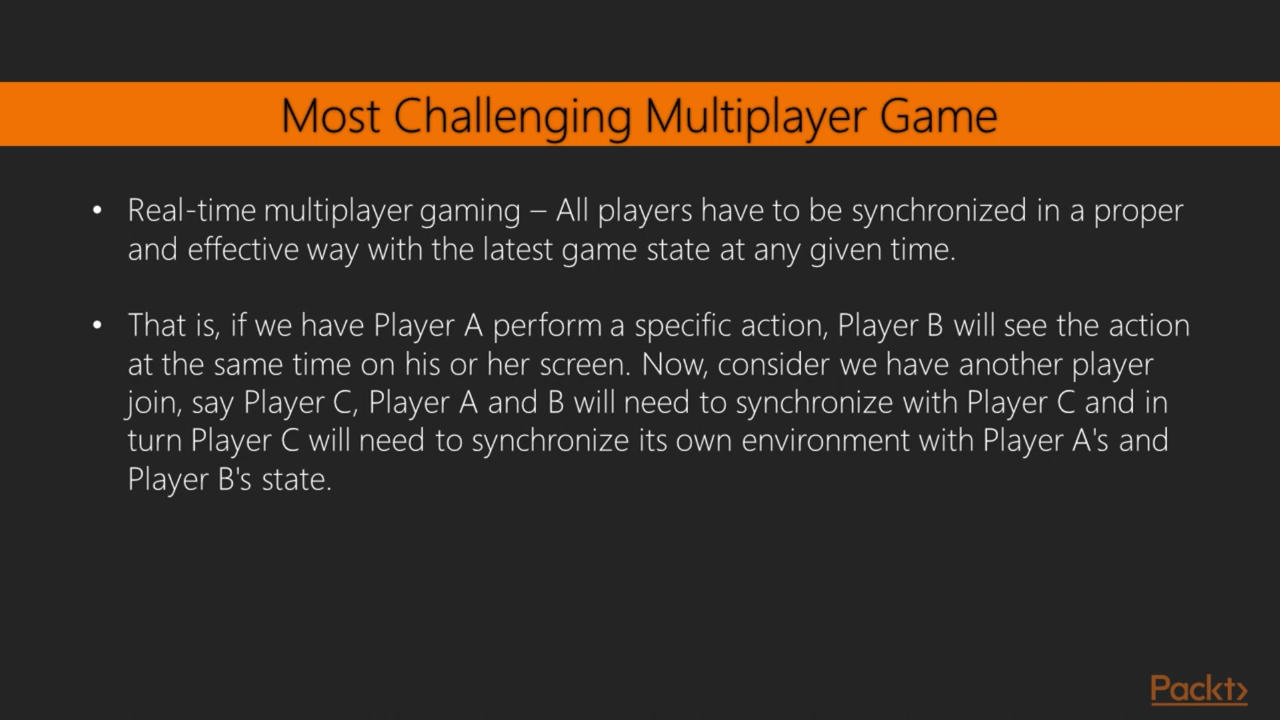 Most Challenging Multiplayer Game
• Real-time multiplayer gaming – All players have to be synchronized in a proper
and effective way with the latest game state at any given time.
• That is, if we have Player A perform a specific action, Player B will see the action
at the same time on his or her screen. Now, consider we have another player
join, say Player C, Player A and B will need to synchronize with Player C and in
turn Player C will need to synchronize its own environment with Player A's and
Player B's state.
Packt>